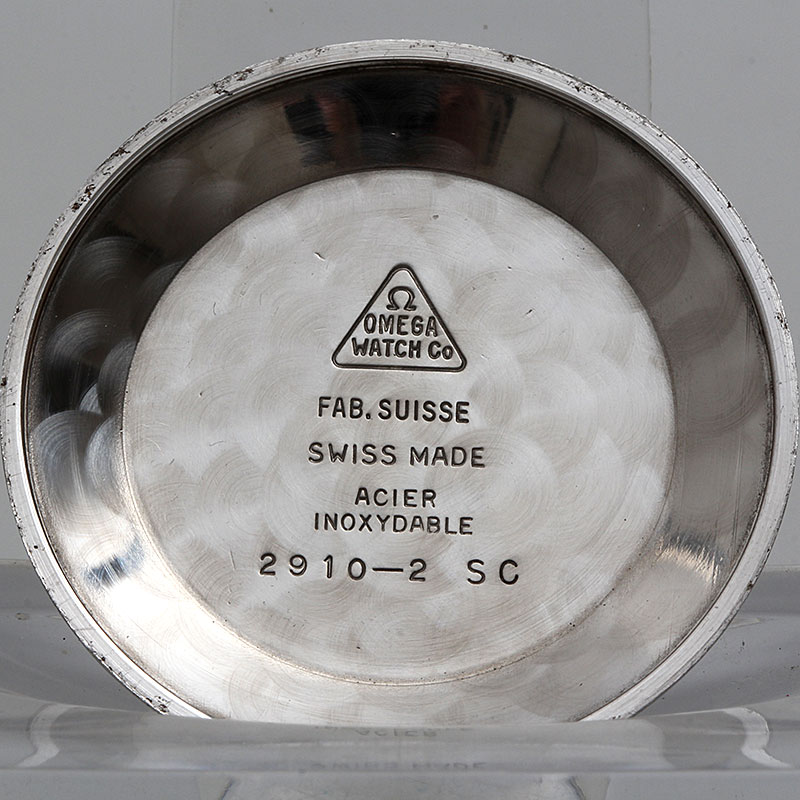 Ω
OMEGA
WATCH Co
FAB. SUISSE
SWISS MADE
ACIER
INOXYDABLE
2910—2 SC